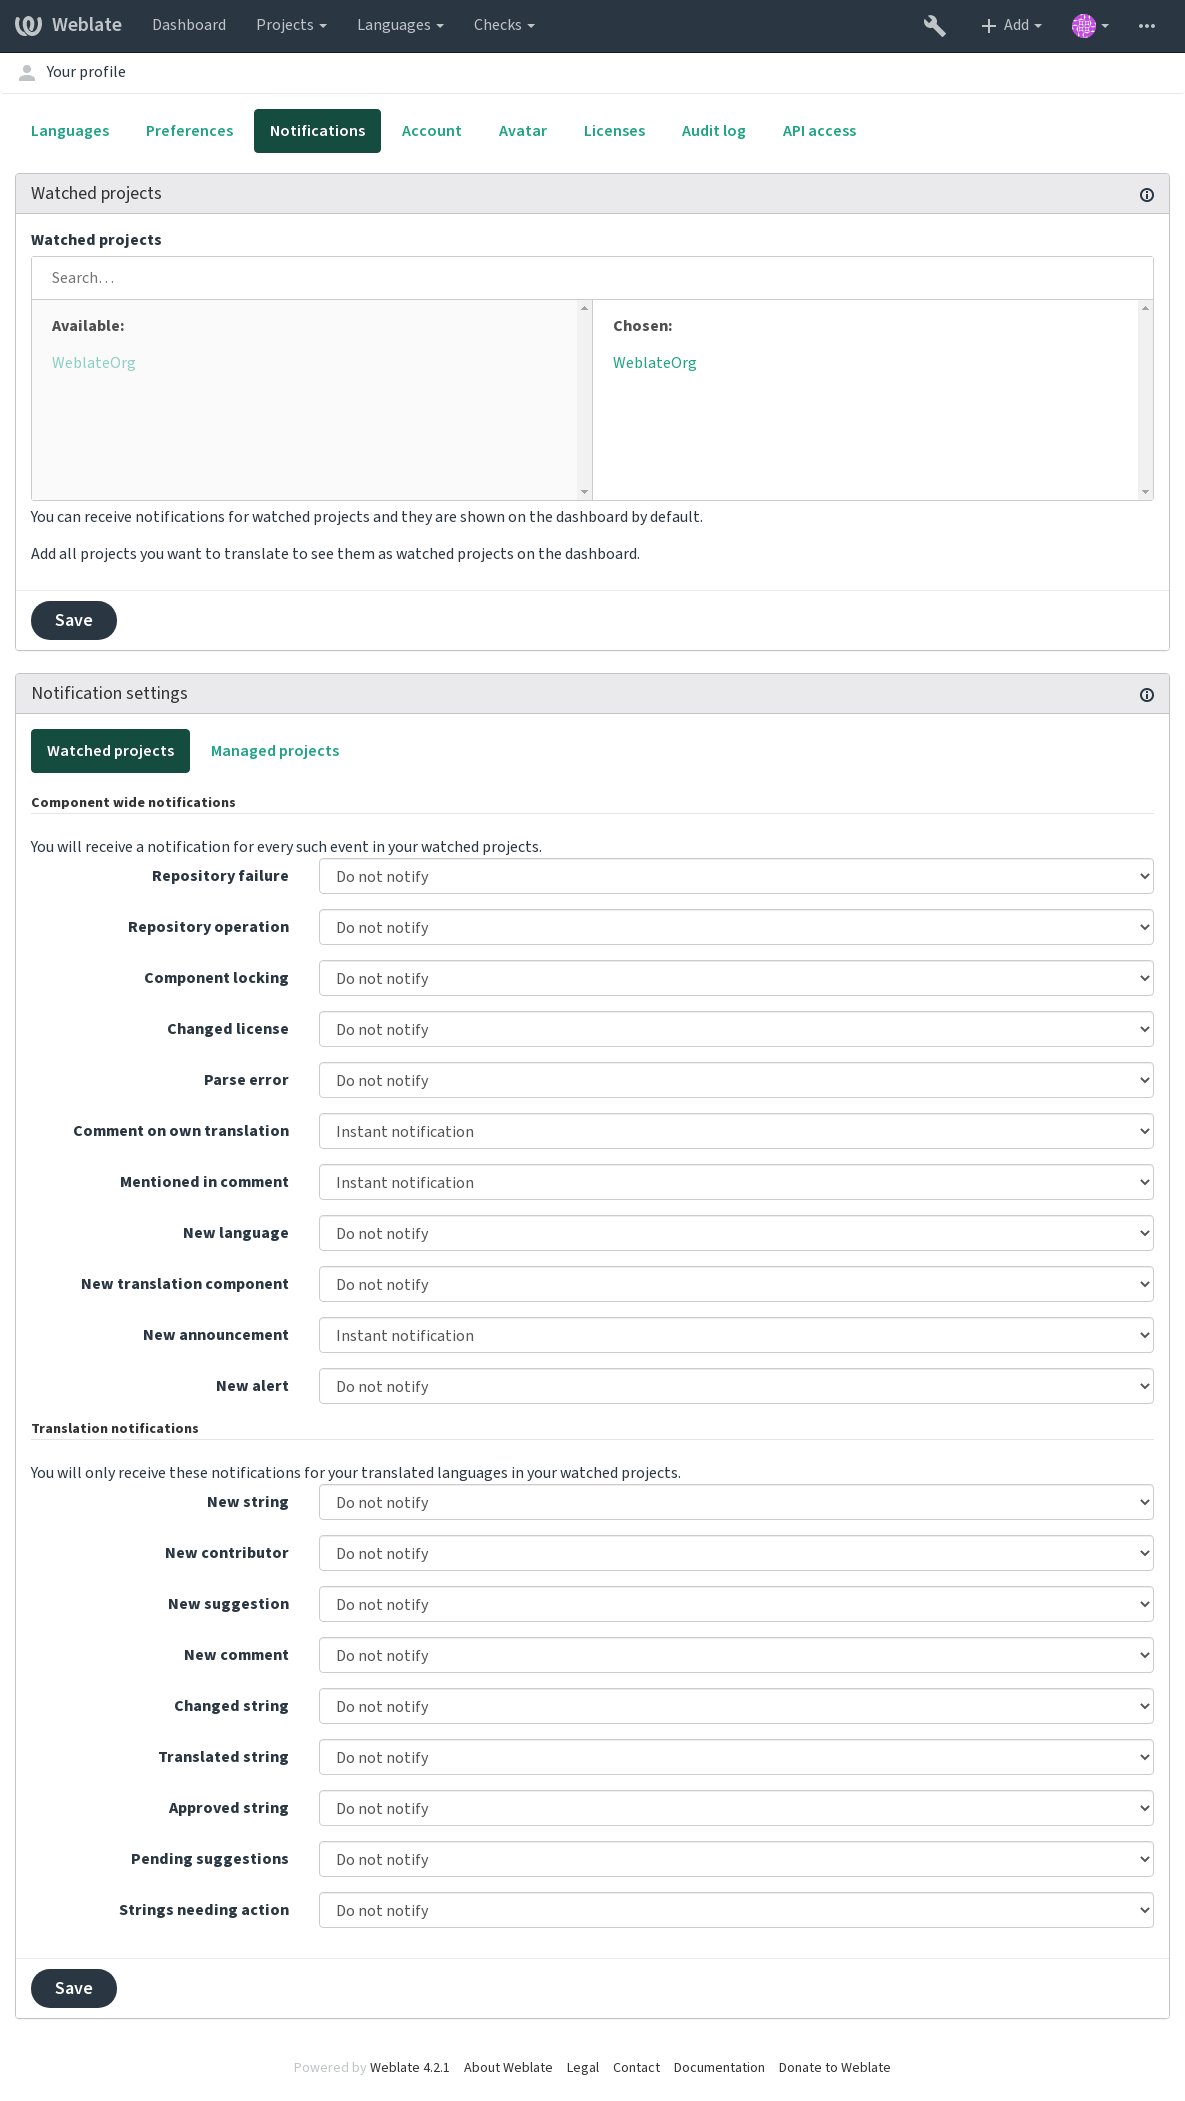 Weblate Dashboard Projects Languages Checks Add
Your profile
Languages Preferences Notifications Account Avatar Licenses Audit log API access
Watched projects
Watched projects
Search…
Available: Chosen:
WeblateOrg WeblateOrg
You can receive notifications for watched projects and they are shown on the dashboard by default.
Add all projects you want to translate to see them as watched projects on the dashboard.
Save
Notification settings
Watched projects Managed projects
Component wide notifications
You will receive a notification for every such event in your watched projects.
Repository failure Do not notify
Repository operation Do not notify
Component locking Do not notify
Changed license Do not notify
Parse error Do not notify
Comment on own translation Instant notification
Mentioned in comment Instant notification
New language Do not notify
New translation component Do not notify
New announcement Instant notification
New alert Do not notify
Translation notifications
You will only receive these notifications for your translated languages in your watched projects.
New string Do not notify
New contributor Do not notify
New suggestion Do not notify
New comment Do not notify
Changed string Do not notify
Translated string Do not notify
Approved string Do not notify
Pending suggestions Do not notify
Strings needing action Do not notify
Save
Powered by Weblate 4.2.1 About Weblate Legal Contact Documentation Donate to Weblate